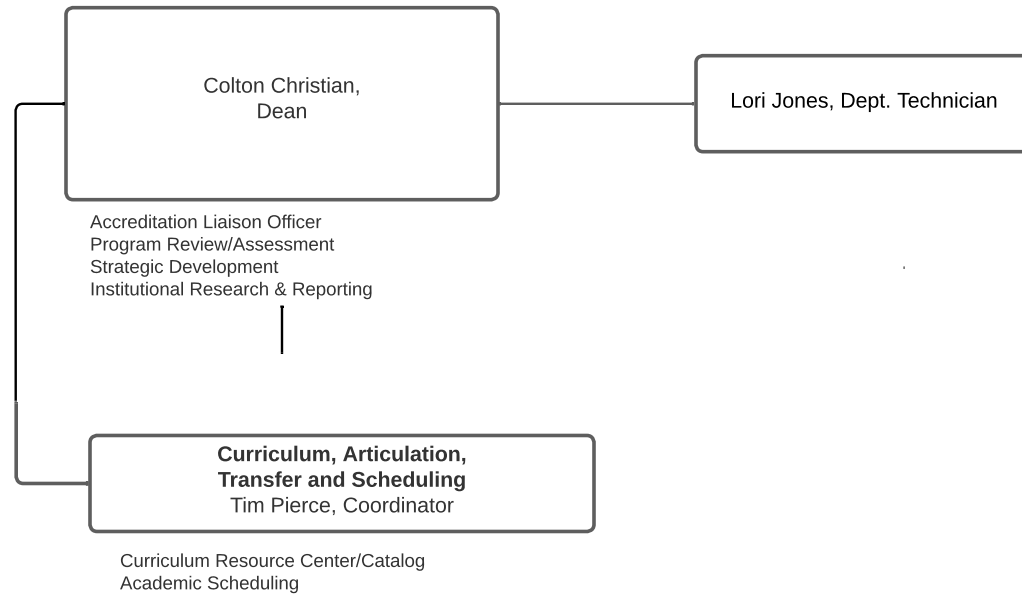 Colton Christian,
Dean
Lori Jones, Dept. Technician
Accreditation Liaison Officer
Program Review/Assessment
Strategic Development
Institutional Research & Reporting
Curriculum, Articulation,
Transfer and Scheduling
Tim Pierce, Coordinator
Curriculum Resource Center/Catalog
Academic Scheduling